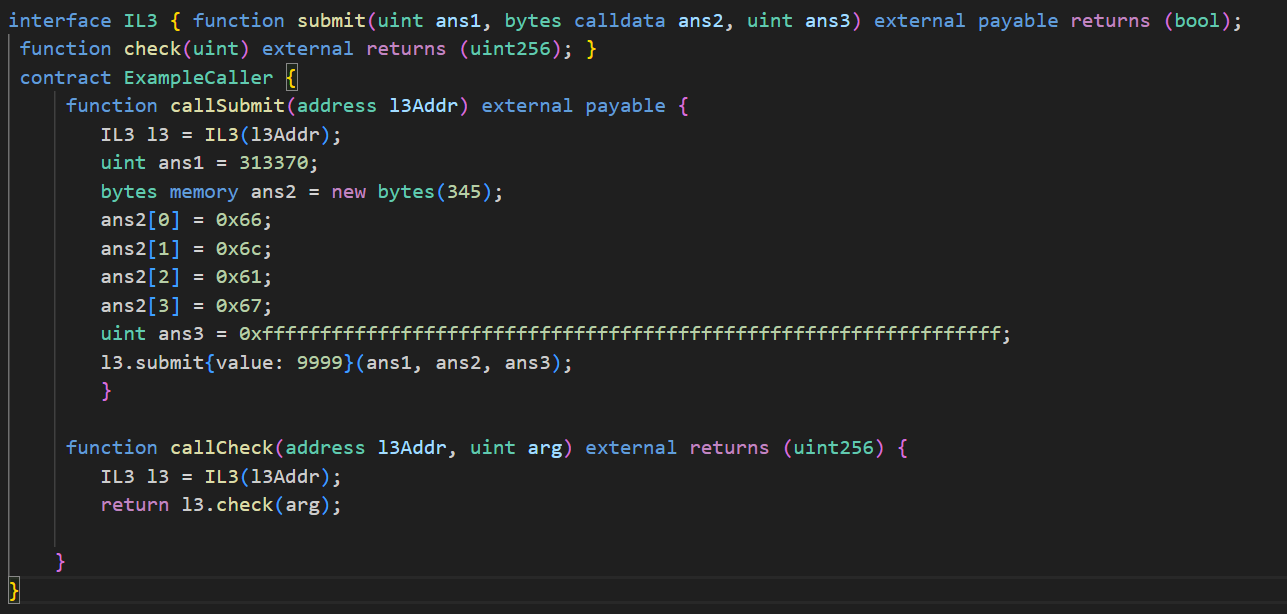 interface IL3 { function submit(uint ans1, bytes calldata ans2, uint ans3) external payable returns (bool);
function check(uint) external returns (uint256); }
contract ExampleCaller {
function callSubmit(address l3Addr) external payable {
IL3 l3 = IL3(l3Addr);
uint ans1 = 313370;
bytes memory ans2 = new bytes(345);
ans2[0] = 0x66;
ans2[1] = 0x6c;
ans2[2] = 0x61;
ans2[3] = 0x67;
uint ans3 = 0xffffffffffffffffffffffffffffffffffffffffffffffffffffffffffffffff;
l3.submit{value: 9999}(ans1, ans2, ans3);
}
function callCheck(address l3Addr, uint arg) external returns (uint256) {
IL3 l3 = IL3(l3Addr);
return l3.check(arg);
}
}